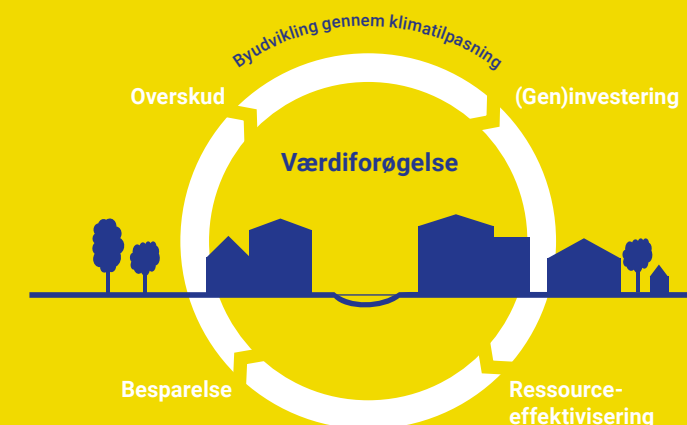 Byudvikling gennem klimatilpasning
Overskud
(Gen)investering
Værdiforøgelse
Besparelse
Ressource-
effektivisering